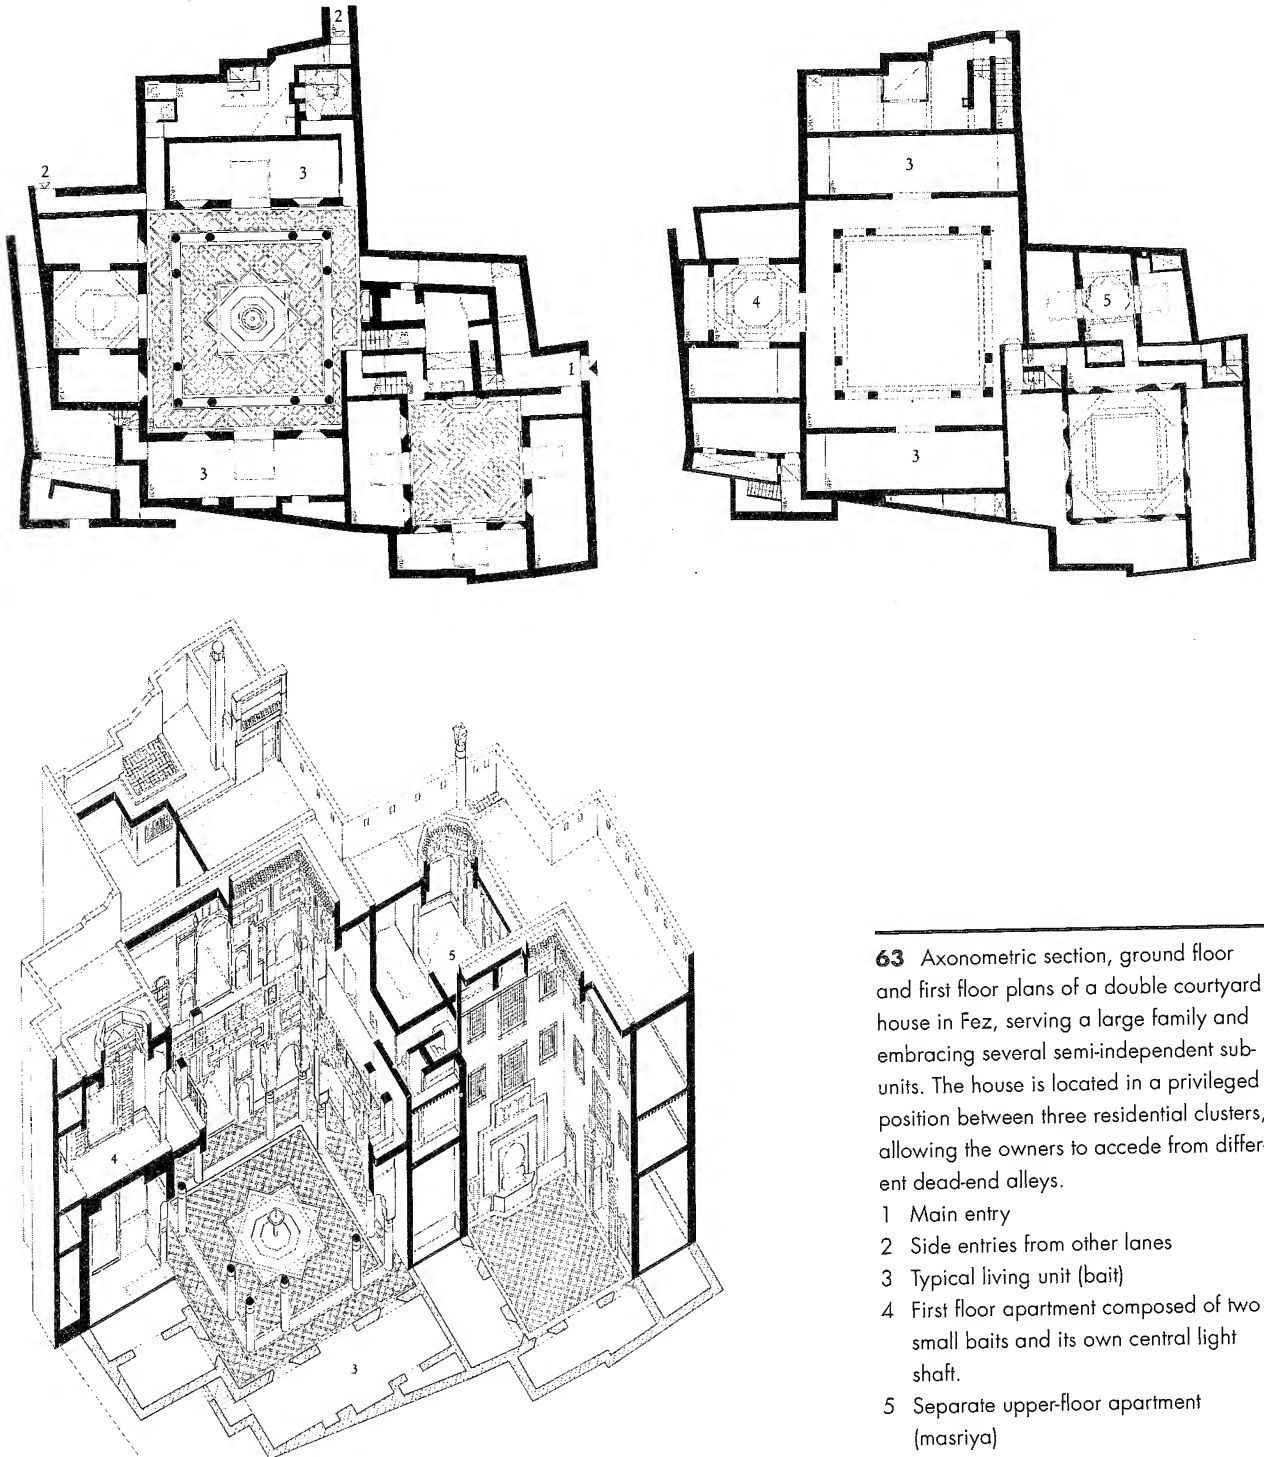 2
2
3
1
3
3
4
5
3
5
4
3
63 Axonometric section, ground floor
and first floor plans of a double courtyard
house in Fez, serving a large family and
embracing several semi-independent sub-
units. The house is located in a privileged
position between three residential clusters,
allowing the owners to accede from differ-
ent dead-end alleys.
1 Main entry
2 Side entries from other lanes
3 Typical living unit (bait)
4 First floor apartment composed of two
small baits and its own central light
shaft.
5 Separate upper-floor apartment
(masriya)